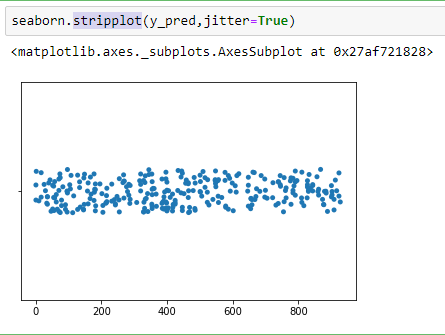 seaborn.stripplot(y_pred,jitter=True)
<matplotlib.axes._subplots.AxesSubplot at 0x27af721828>
0 200 400 600 800